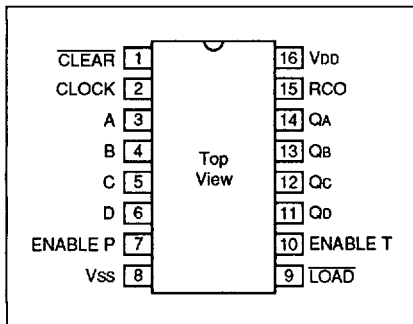 CLEAR 1 16 VDD
CLOCK 2 15 RCO
A 3 14 QA
B 4 13 QB
C 5 12 QC
D 6 11 QD
ENABLE P 7 10 ENABLE T
VSS 8 9 LOAD
Top
View